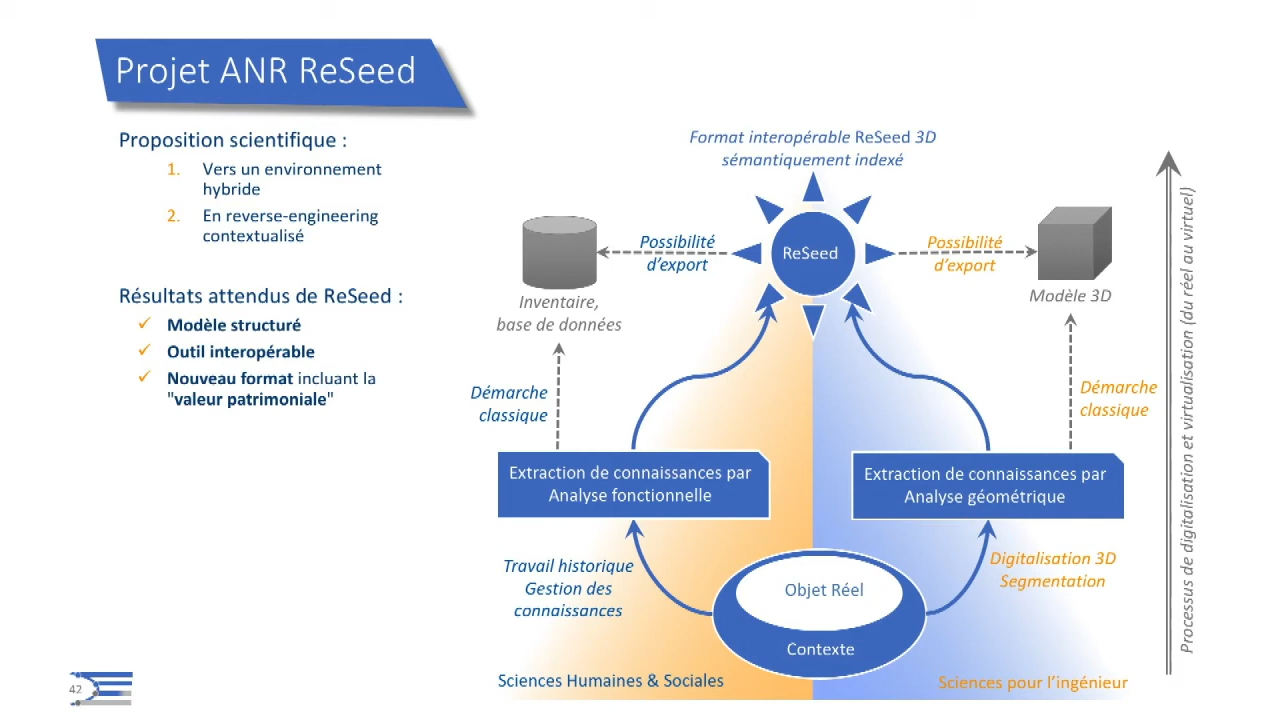 Projet ANR ReSeed
Proposition scientifique :
1. Vers un environnement
hybride
2. En reverse-engineering
contextualisé
Résultats attendus de ReSeed :
✓ Modèle structuré
✓ Outil interopérable
✓ Nouveau format incluant la
"valeur patrimoniale"
Format interopérable ReSeed 3D
sémantiquement indexé
ReSeed
Possibilité
d'export
Possibilité
d'export
Inventaire,
base de données
Modèle 3D
Démarche
classique
Démarche
classique
Extraction de connaissances par
Analyse fonctionnelle
Extraction de connaissances par
Analyse géométrique
Travail historique
Gestion des
connaissances
Digitalisation 3D
Segmentation
Objet Réel
Contexte
Sciences Humaines & Sociales
Sciences pour l'ingénieur
Processus de digitalisation et virtualisation (du réel au virtuel)
42